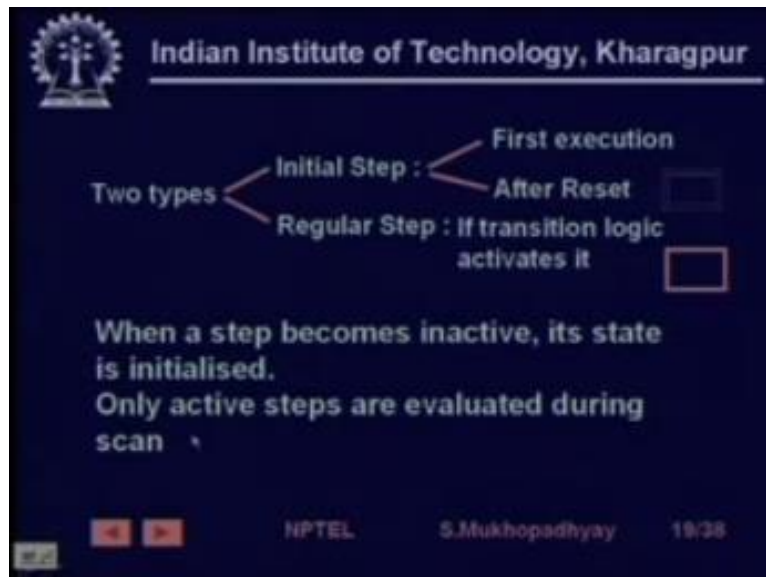 Indian Institute of Technology, Kharagpur
Two types
Initial Step :
First execution
After Reset
Regular Step : If transition logic
activates it
When a step becomes inactive, its state
is initialised.
Only active steps are evaluated during
scan
NPTEL S.Mukhopadhyay 19/38